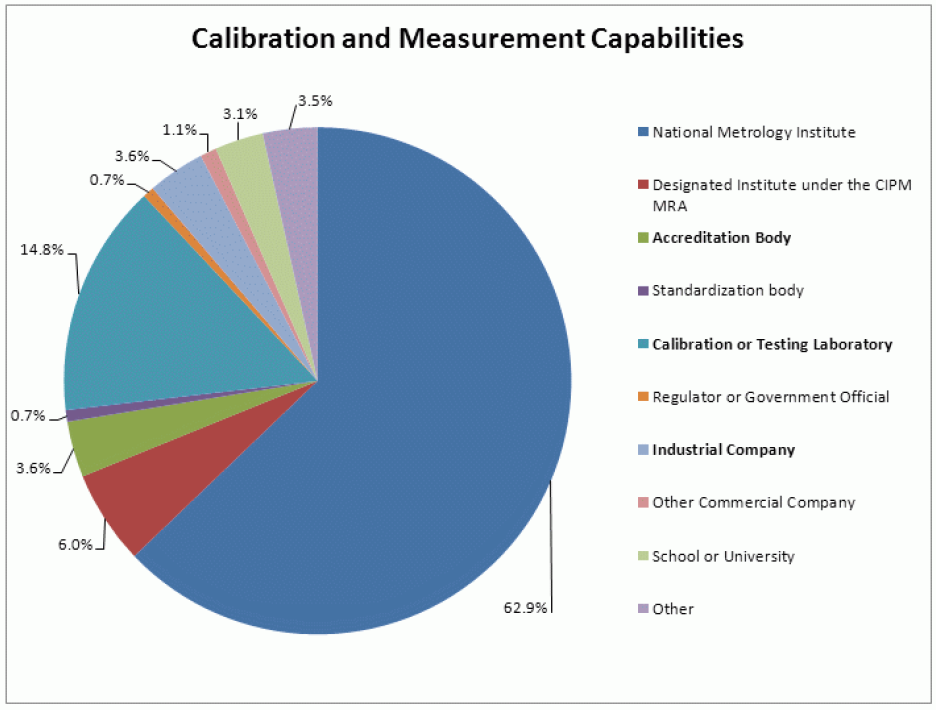 Calibration and Measurement Capabilities
3.5%
3.1%
1.1%
3.6%
0.7%
14.8%
0.7%
3.6%
6.0%
62.9%
National Metrology Institute
Designated Institute under the CIPM
MRA
Accreditation Body
Standardization body
Calibration or Testing Laboratory
Regulator or Government Official
Industrial Company
Other Commercial Company
School or University
Other